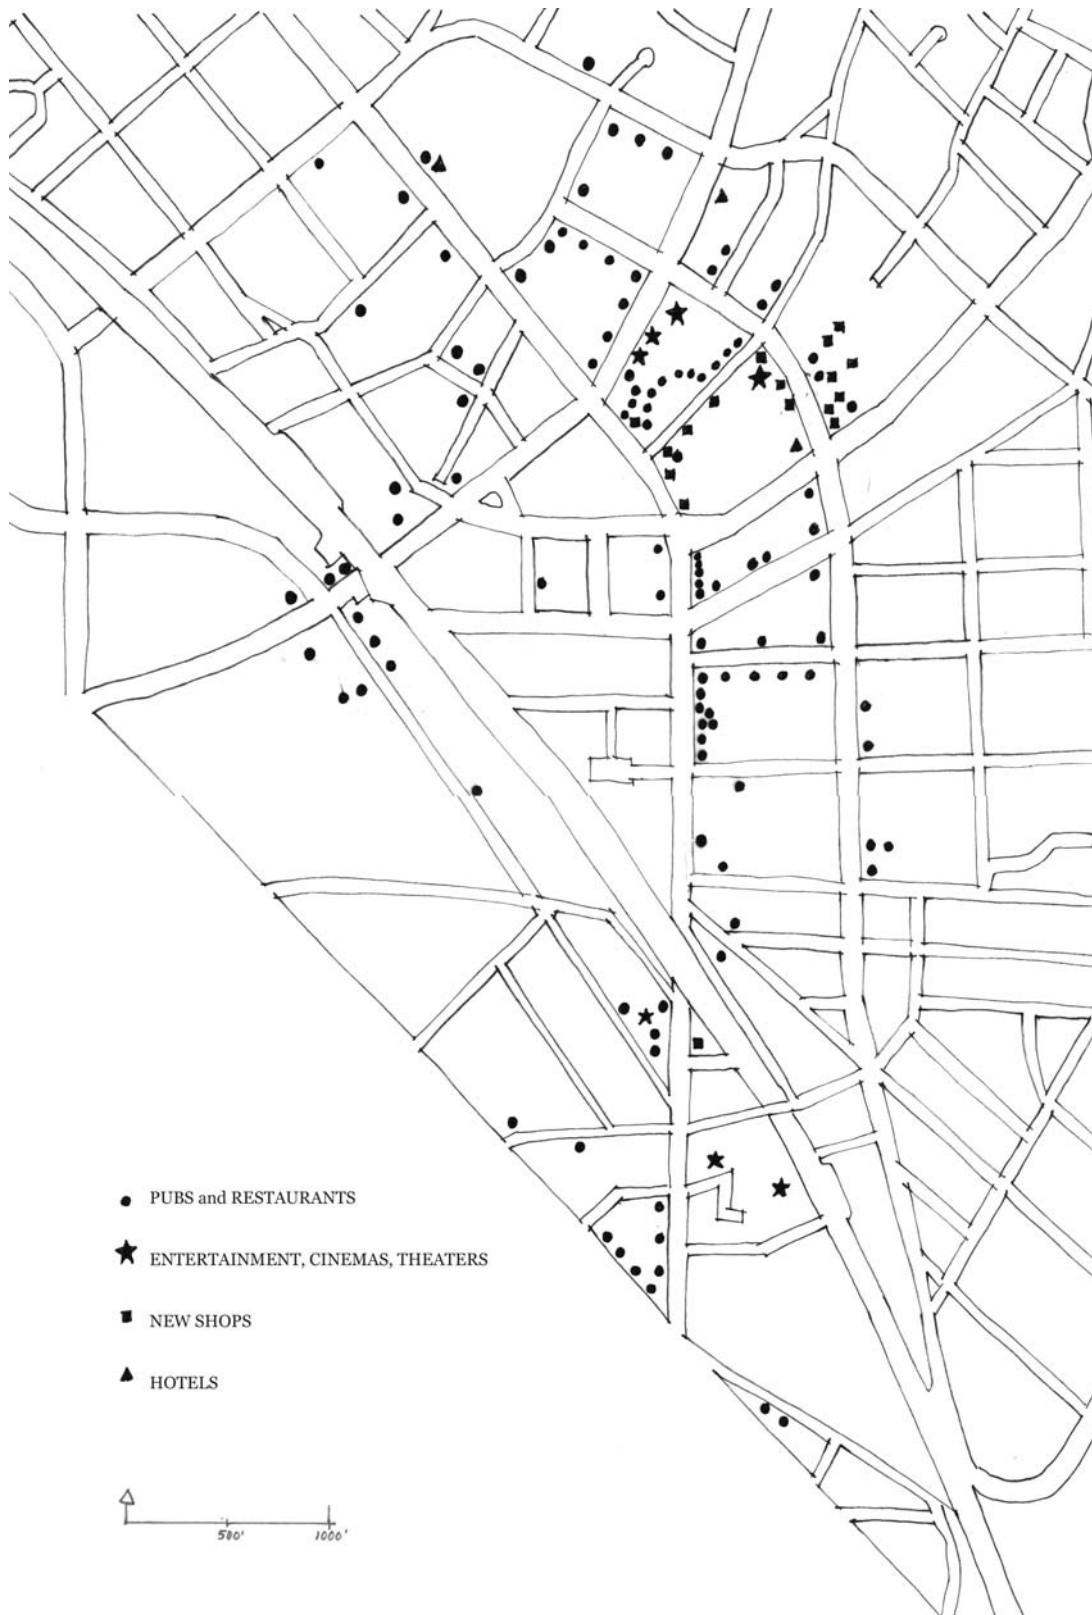 PUBS and RESTAURANTS
ENTERTAINMENT, CINEMAS, THEATERS
NEW SHOPS
HOTELS
500' 1000'